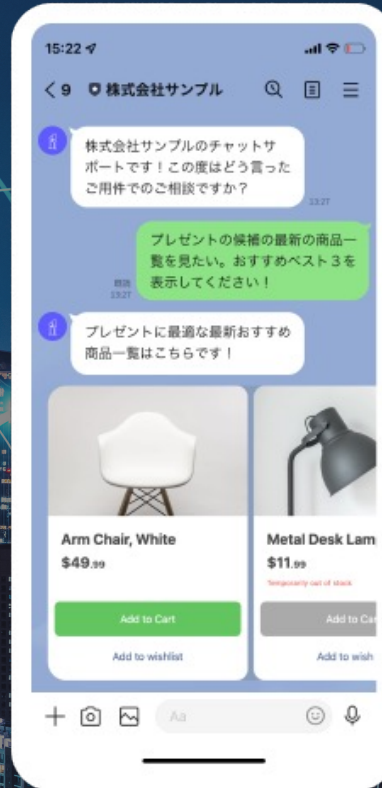 15:22
9 株式会社サンプル
株式会社サンプルのチャットサ
ポートです！この度はどう言った
ご用件でのご相談ですか？
13:27
プレゼントの候補の最新の商品一
覧を見たい。おすすめベスト３を
表示してください！
既読
13:27
プレゼントに最適な最新おすすめ
商品一覧はこちらです！
Arm Chair, White
$49.99
Add to Cart
Add to wishlist
Metal Desk Lam
$11.99
Temporarily out of stock
Add to Car
Add to wish
Aa